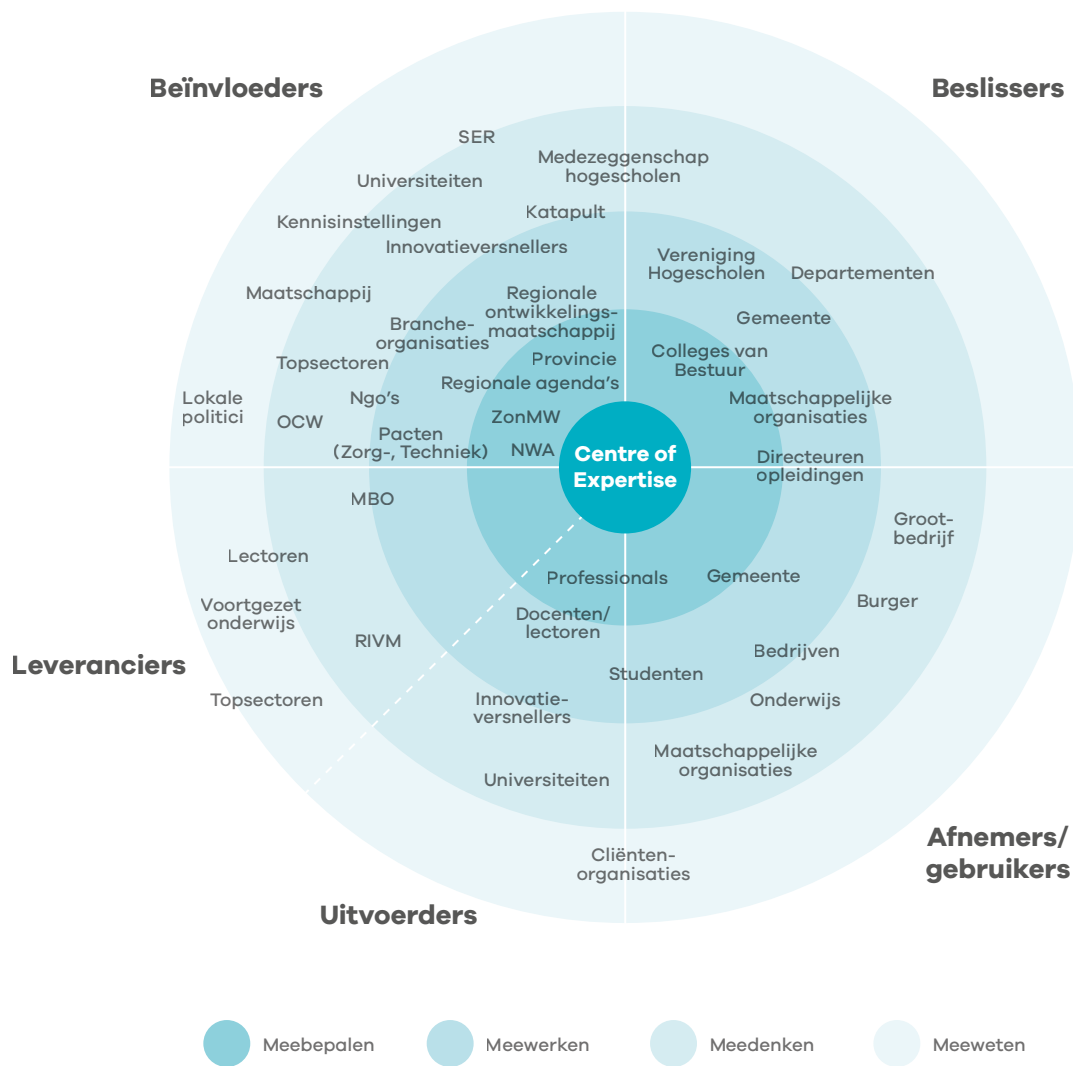 Beïnvloeders
Beslissers
SER
Medezeggenschap
hogescholen
Universiteiten
Katapult
Kennisinstellingen
Innovatieversnellers
Vereniging
Hogescholen
Departementen
Maatschappij
Regionale
ontwikkelings-
maatschappij
Branche-
organisaties
Gemeente
Colleges van
Bestuur
Provincie
Topsectoren
Regionale agenda's
Lokale
politici
Ngo's
Maatschappelijke
organisaties
OCW
ZonMW
Pacten
(Zorg-, Techniek)
NWA
Centre of
Expertise
Directeuren
opleidingen
MBO
Groot-
bedrijf
Lectoren
Professionals
Gemeente
Voortgezet
onderwijs
Burger
Docenten/
lectoren
RIVM
Bedrijven
Leveranciers
Studenten
Topsectoren
Innovatie-
versnellers
Onderwijs
Maatschappelijke
organisaties
Universiteiten
Afnemers/
gebruikers
Cliënten-
organisaties
Uitvoerders
Meebepalen
Meewerken
Meedenken
Meeweten